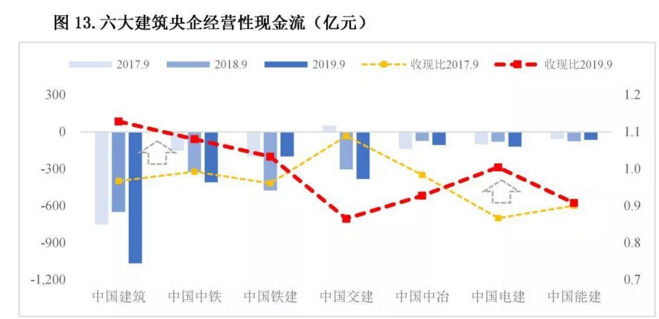 图 13.六大建筑央企经营性现金流（亿元）
2017.9 2018.9 2019.9 收现比2017.9 收现比2019.9
300 1.2
0 1.1
-300 1.0
-600 0.9
-900 0.8
-1,200 0.7
中国建筑 中国中铁 中国铁建 中国交建 中国中冶 中国电建 中国能建